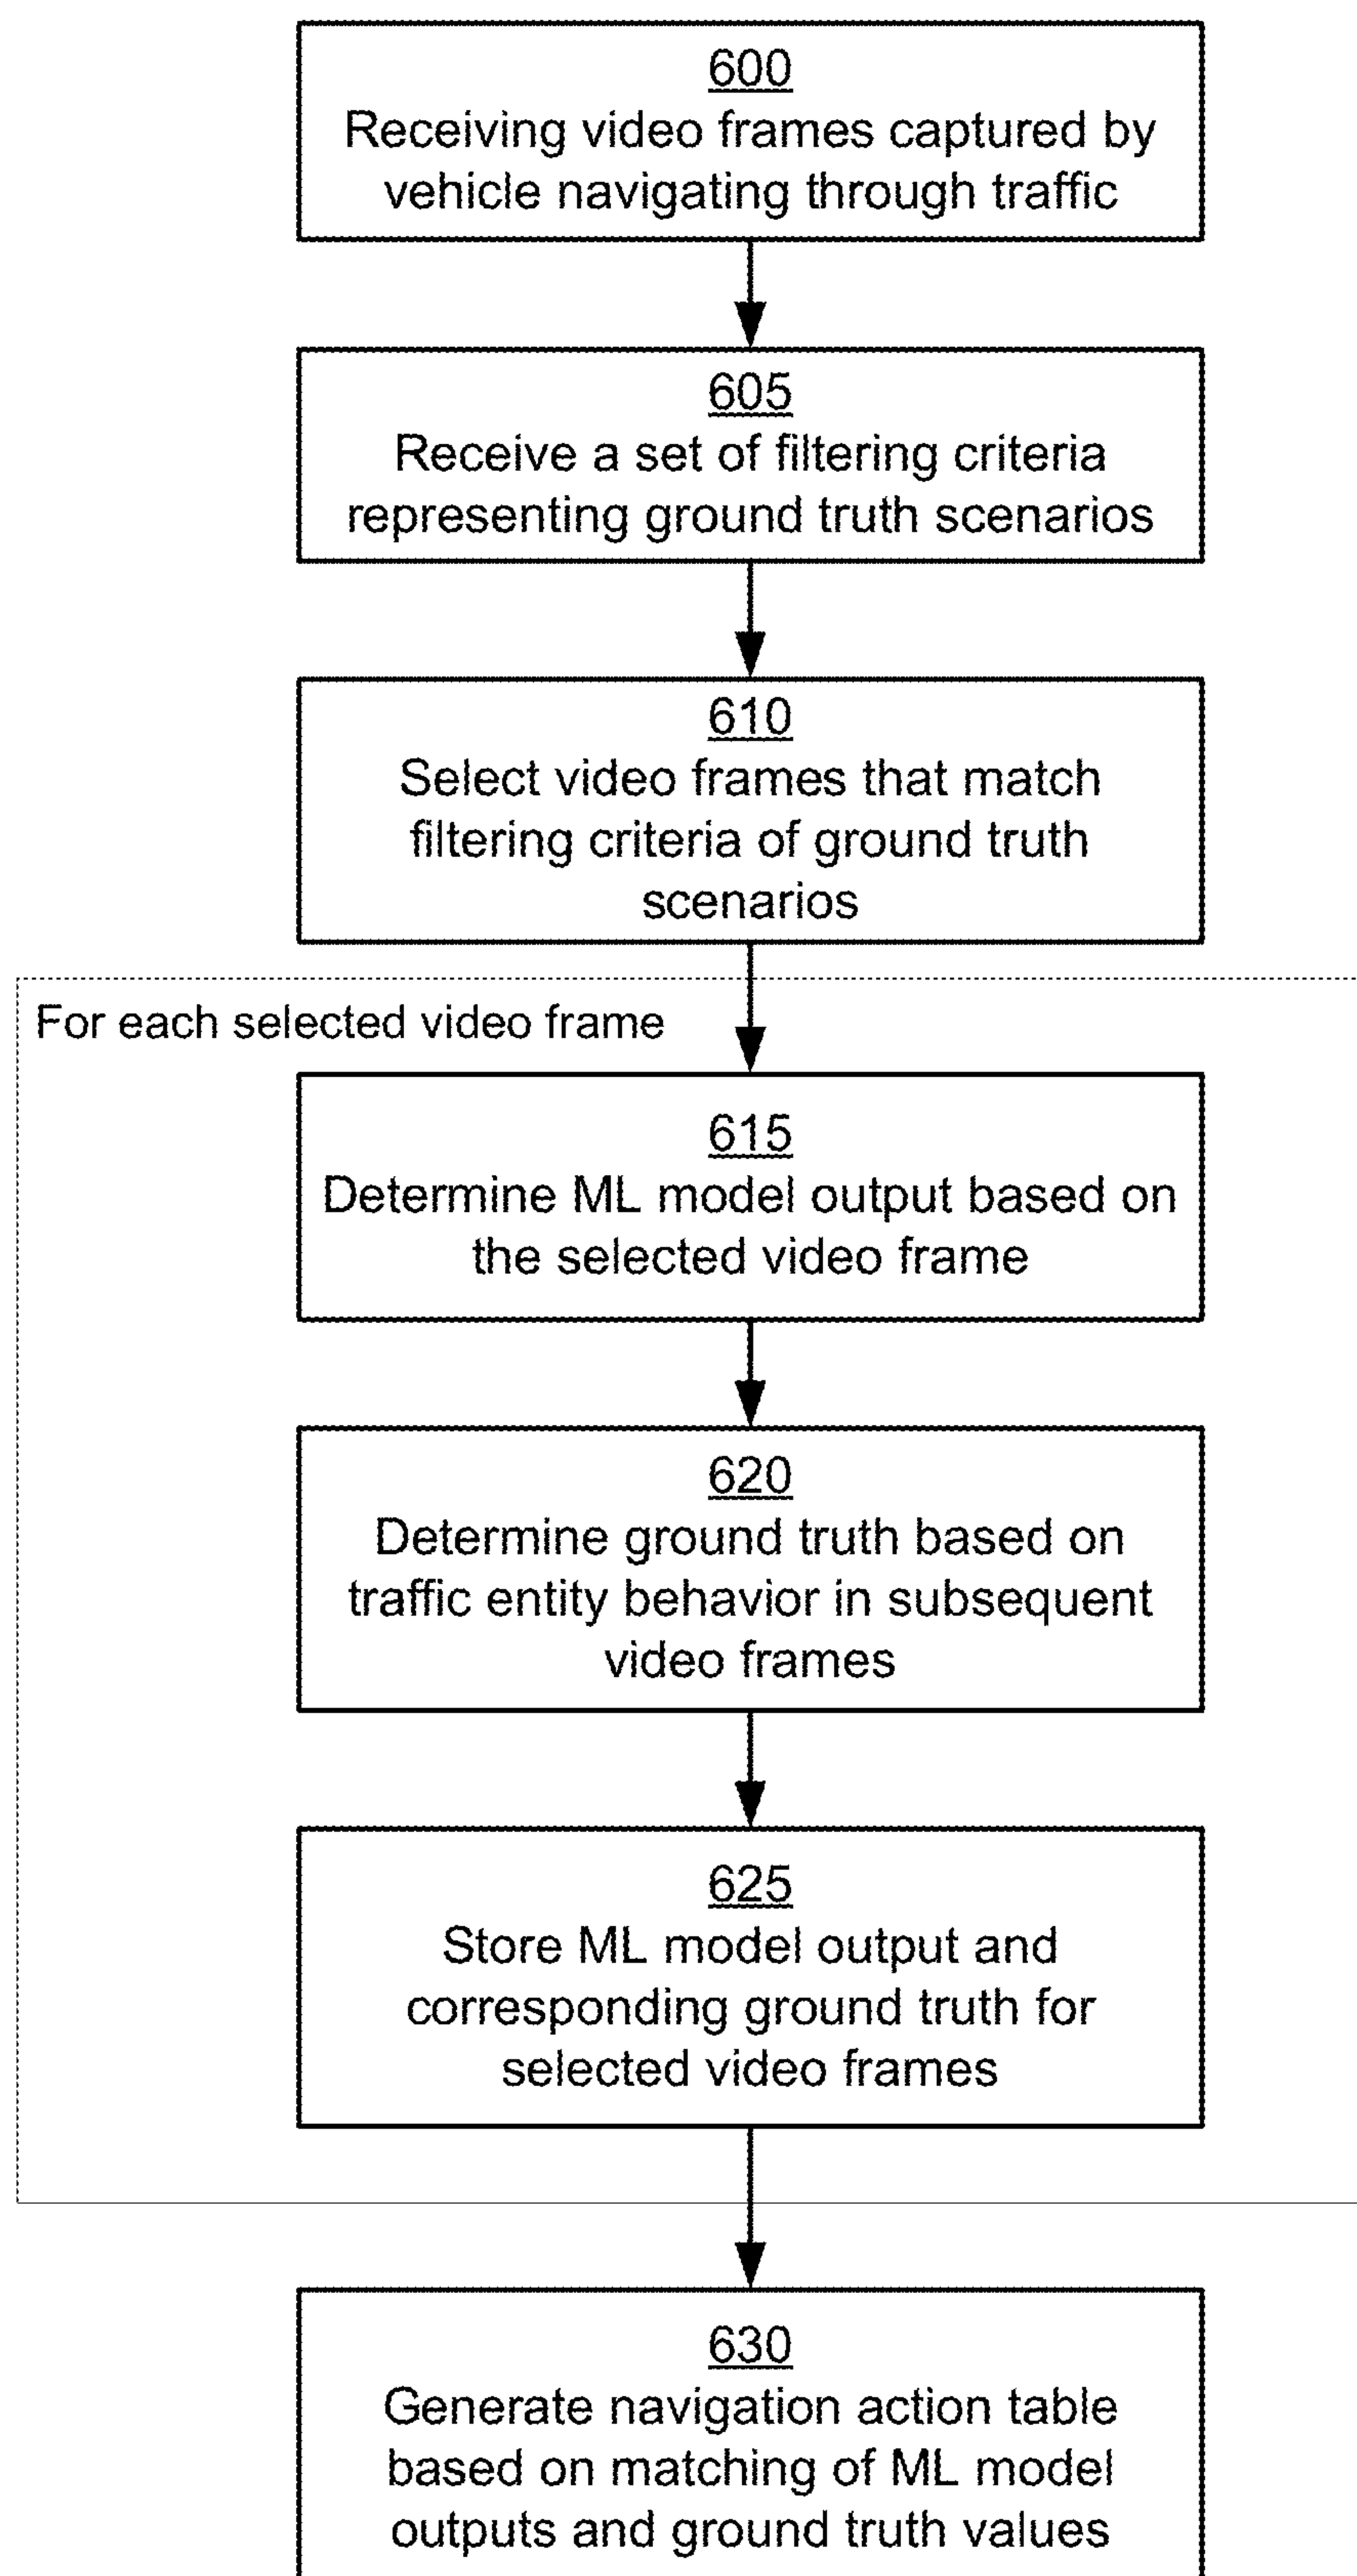 600
Receiving video frames captured by
vehicle navigating through traffic
605
Receive a set of filtering criteria
representing ground truth scenarios
610
Select video frames that match
filtering criteria of ground truth
scenarios
For each selected video frame
615
Determine ML model output based on
the selected video frame
620
Determine ground truth based on
traffic entity behavior in subsequent
video frames
625
Store ML model output and
corresponding ground truth for
selected video frames
630
Generate navigation action table
based on matching of ML model
outputs and ground truth values